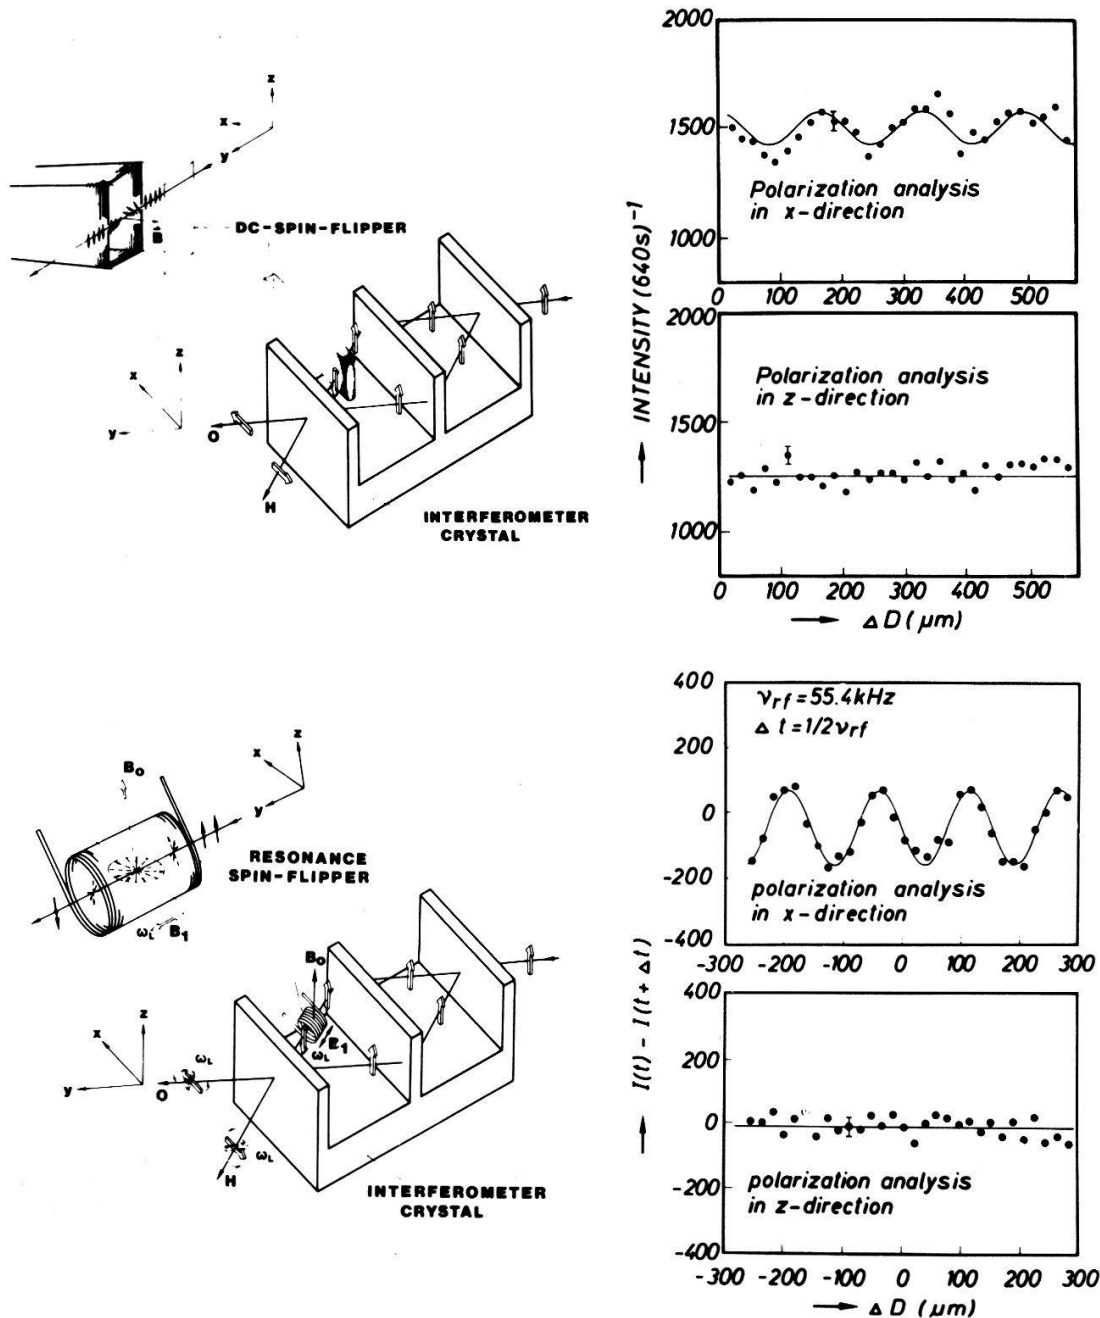 z
x
y
B
DC-SPIN-FLIPPER
z
x
y
O
H
INTERFEROMETER
CRYSTAL
INTENSITY (640s)⁻¹
2000
1500
1000
Polarization analysis
in x-direction
0 100 200 300 400 500
2000
1500
1000
Polarization analysis
in z-direction
0 100 200 300 400 500
Δ D (μm)
B₀
z
x
y
RESONANCE
SPIN-FLIPPER
ω_L B₁
B₀
z
x
y
ω_L
O
ω_L
H
ω_L
INTERFEROMETER
CRYSTAL
I(t) - I(t + Δt)
400
200
0
-200
-400
ν_rf = 55.4kHz
Δ t = 1/2ν_rf
polarization analysis
in x-direction
-300 -200 -100 0 100 200 300
400
200
0
-200
-400
polarization analysis
in z-direction
-300 -200 -100 0 100 200 300
Δ D (μm)